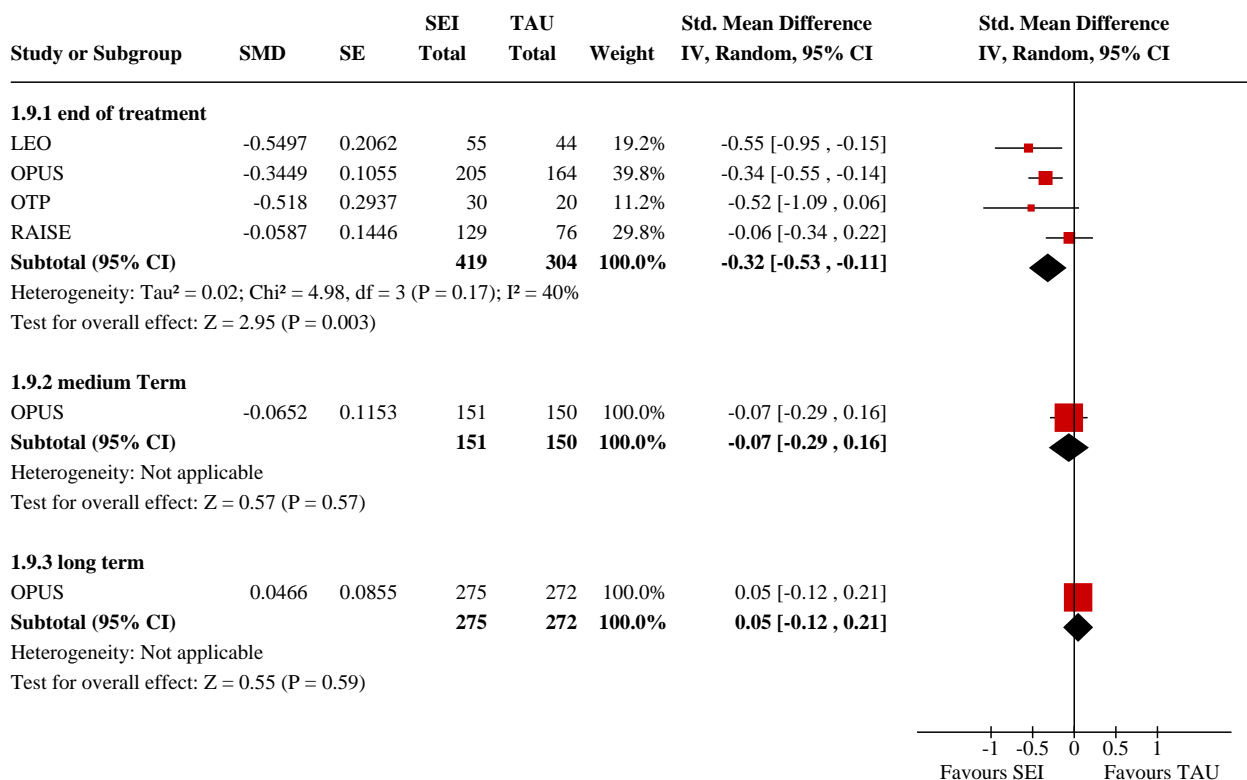 SEI TAU Std. Mean Difference Std. Mean Difference
Study or Subgroup SMD SE Total Total Weight IV, Random, 95% CI IV, Random, 95% CI
1.9.1 end of treatment
LEO -0.5497 0.2062 55 44 19.2% -0.55 [-0.95 , -0.15]
OPUS -0.3449 0.1055 205 164 39.8% -0.34 [-0.55 , -0.14]
OTP -0.518 0.2937 30 20 11.2% -0.52 [-1.09 , 0.06]
RAISE -0.0587 0.1446 129 76 29.8% -0.06 [-0.34 , 0.22]
Subtotal (95% CI) 419 304 100.0% -0.32 [-0.53 , -0.11]
Heterogeneity: Tau² = 0.02; Chi² = 4.98, df = 3 (P = 0.17); I² = 40%
Test for overall effect: Z = 2.95 (P = 0.003)
1.9.2 medium Term
OPUS -0.0652 0.1153 151 150 100.0% -0.07 [-0.29 , 0.16]
Subtotal (95% CI) 151 150 100.0% -0.07 [-0.29 , 0.16]
Heterogeneity: Not applicable
Test for overall effect: Z = 0.57 (P = 0.57)
1.9.3 long term
OPUS 0.0466 0.0855 275 272 100.0% 0.05 [-0.12 , 0.21]
Subtotal (95% CI) 275 272 100.0% 0.05 [-0.12 , 0.21]
Heterogeneity: Not applicable
Test for overall effect: Z = 0.55 (P = 0.59)
-1 -0.5 0 0.5 1
Favours SEI Favours TAU